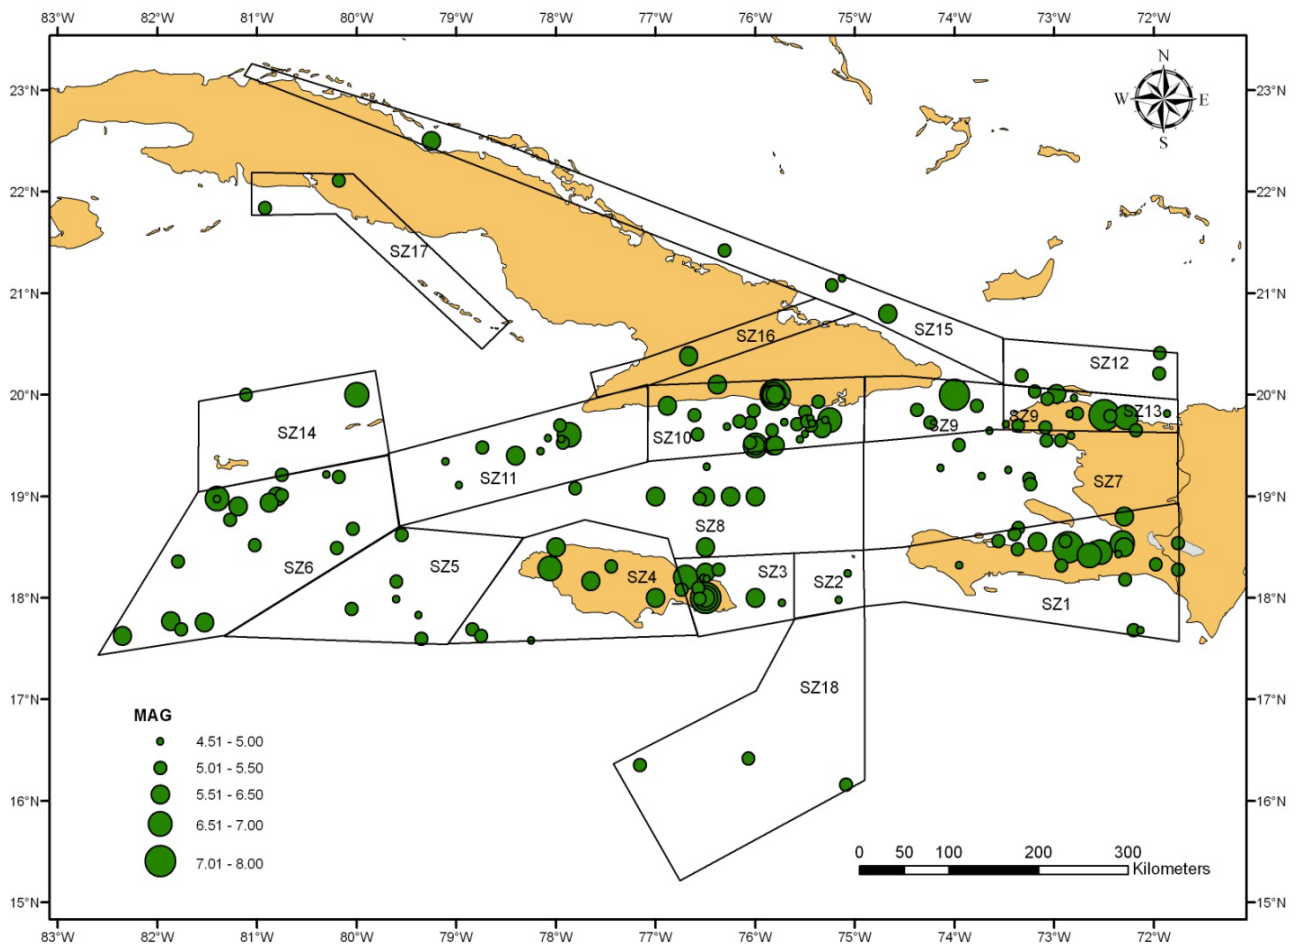 83°W 82°W 81°W 80°W 79°W 78°W 77°W 76°W 75°W 74°W 73°W 72°W
N
W E
S
23°N 23°N
22°N 22°N
SZ17
21°N 21°N
SZ15
SZ16
SZ12
20°N 20°N
SZ14
SZ10
SZ9
SZ9
SZ13
SZ11
19°N 19°N
SZ7
SZ8
SZ6
SZ5
SZ4
SZ3
SZ2
18°N 18°N
SZ1
SZ18
17°N 17°N
MAG
4.51 - 5.00
5.01 - 5.50
16°N 16°N
5.51 - 6.50
6.51 - 7.00
7.01 - 8.00
0 50 100 200 300
Kilometers
15°N 15°N
83°W 82°W 81°W 80°W 79°W 78°W 77°W 76°W 75°W 74°W 73°W 72°W